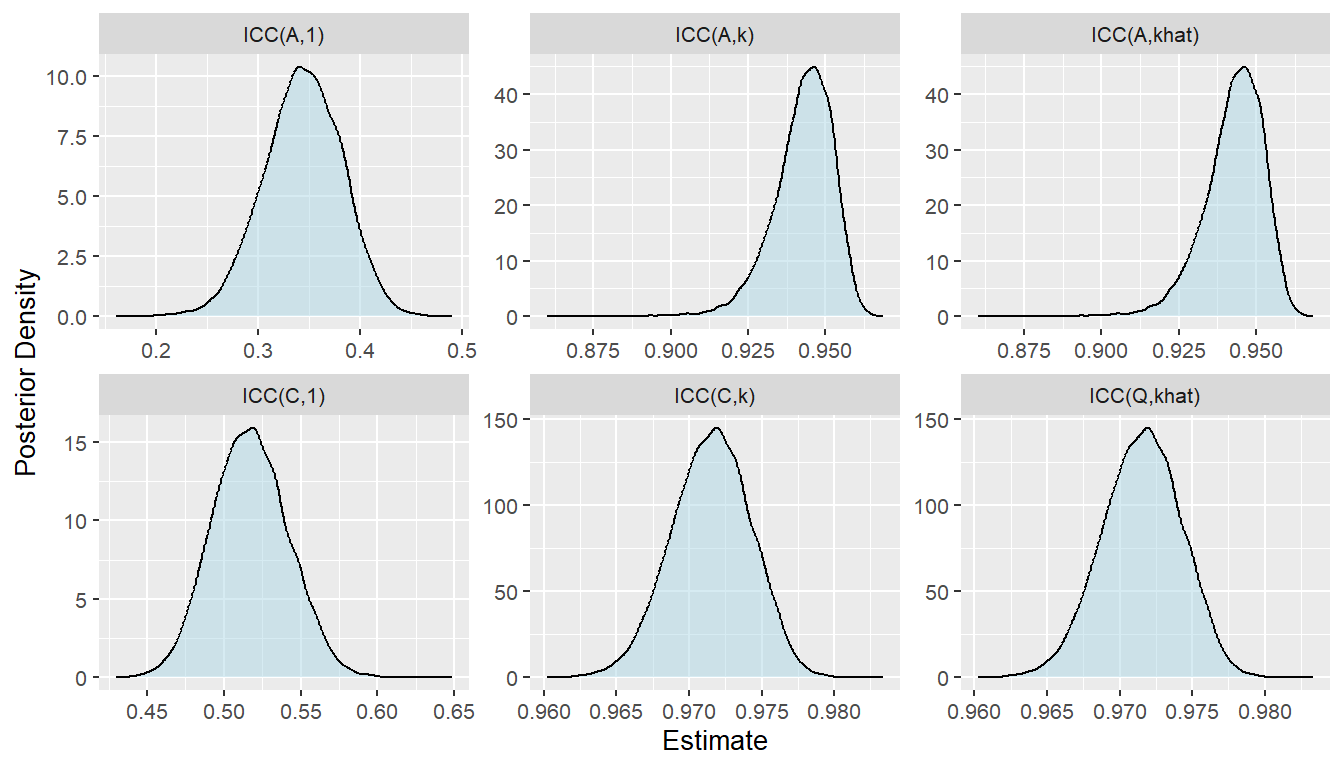 ICC(A,1) ICC(A,k) ICC(A,khat)
10.0
7.5
5.0
2.5
0.0
40
30
20
10
0
40
30
20
10
0
0.2 0.3 0.4 0.5
0.875 0.900 0.925 0.950
0.875 0.900 0.925 0.950
Posterior Density
ICC(C,1) ICC(C,k) ICC(Q,khat)
15
10
5
0
150
100
50
0
150
100
50
0
0.45 0.50 0.55 0.60 0.65
0.960 0.965 0.970 0.975 0.980
0.960 0.965 0.970 0.975 0.980
Estimate